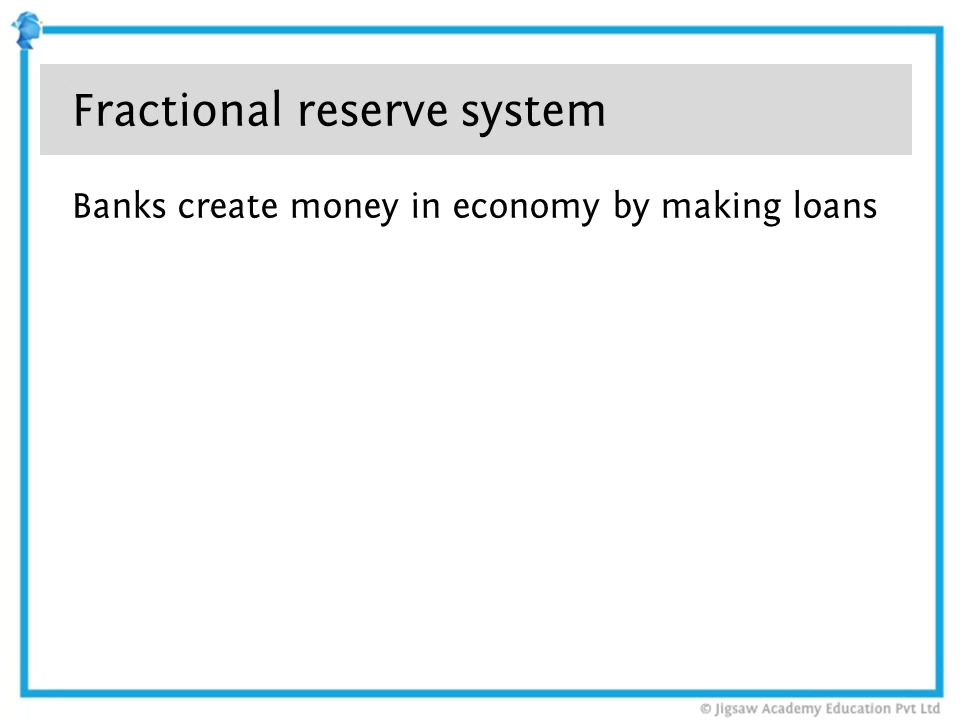 Fractional reserve system
Banks create money in economy by making loans
© Jigsaw Academy Education Pvt Ltd